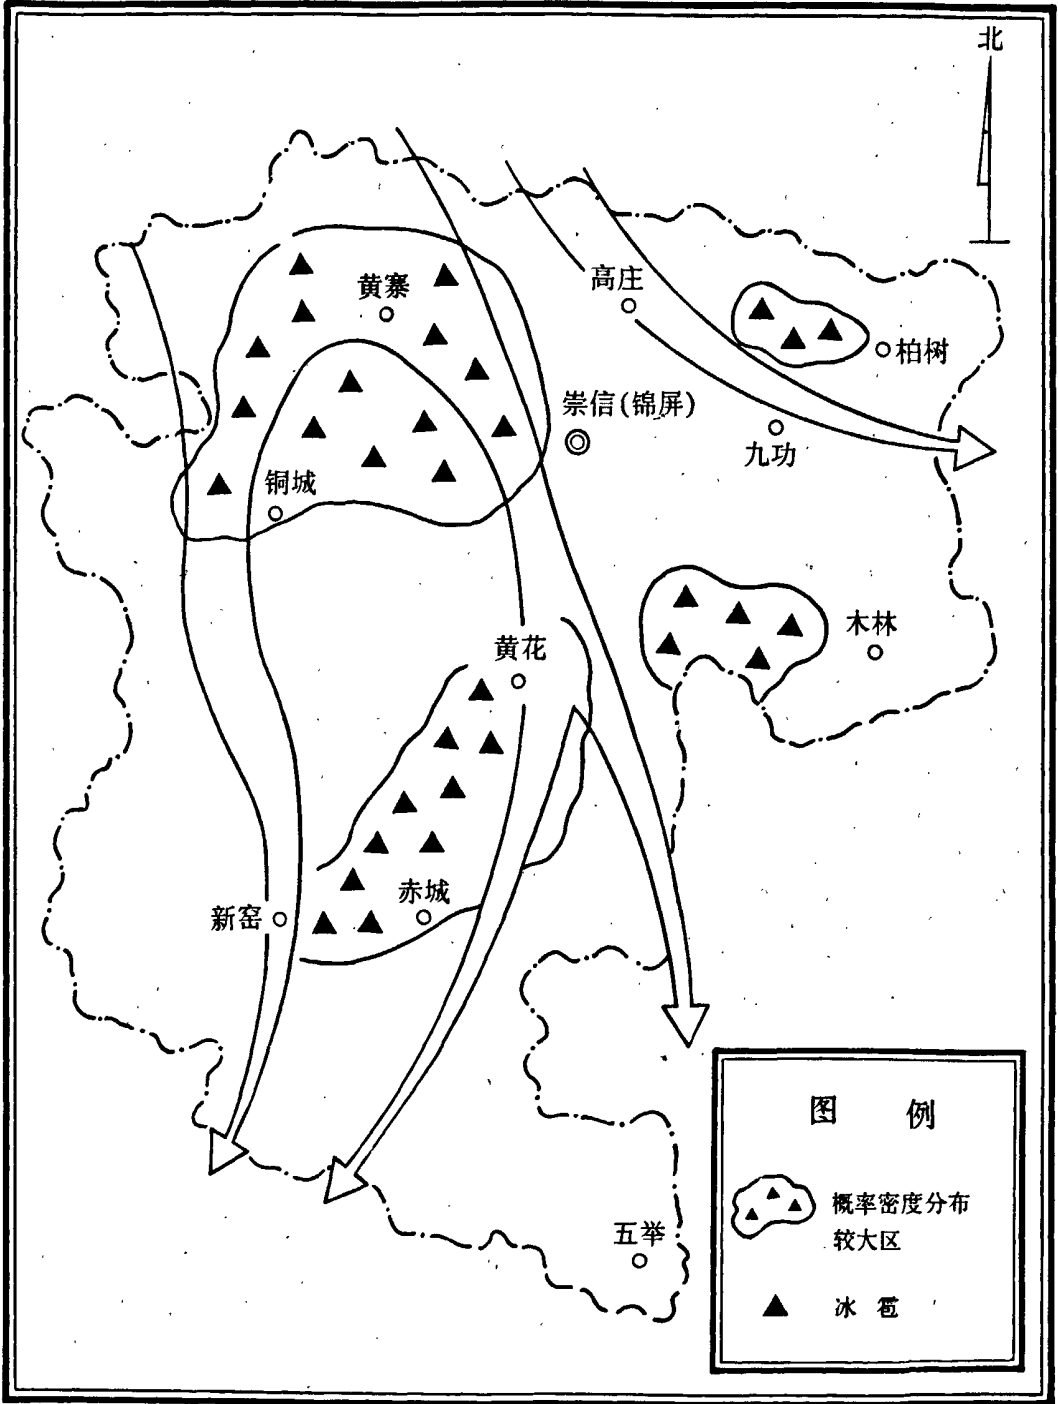 北
高庄
黄寨
柏树
崇信(锦屏)
九功
铜城
木林
黄花
赤城
新窑
图 例
概率密度分布
较大区
五举
冰 雹